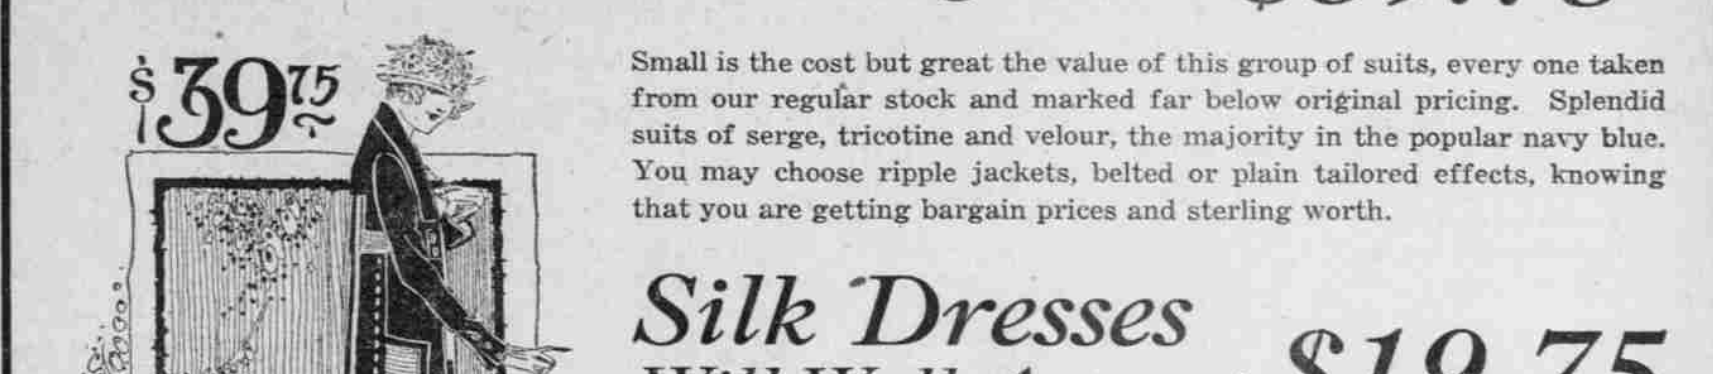 $39.75
Small is the cost but great the value of this group of suits, every one taken
from our regular stock and marked far below original pricing. Splendid
suits of serge, tricotine and velour, the majority in the popular navy blue.
You may choose ripple jackets, belted or plain tailored effects, knowing
that you are getting bargain prices and sterling worth.
Silk Dresses
$19.75